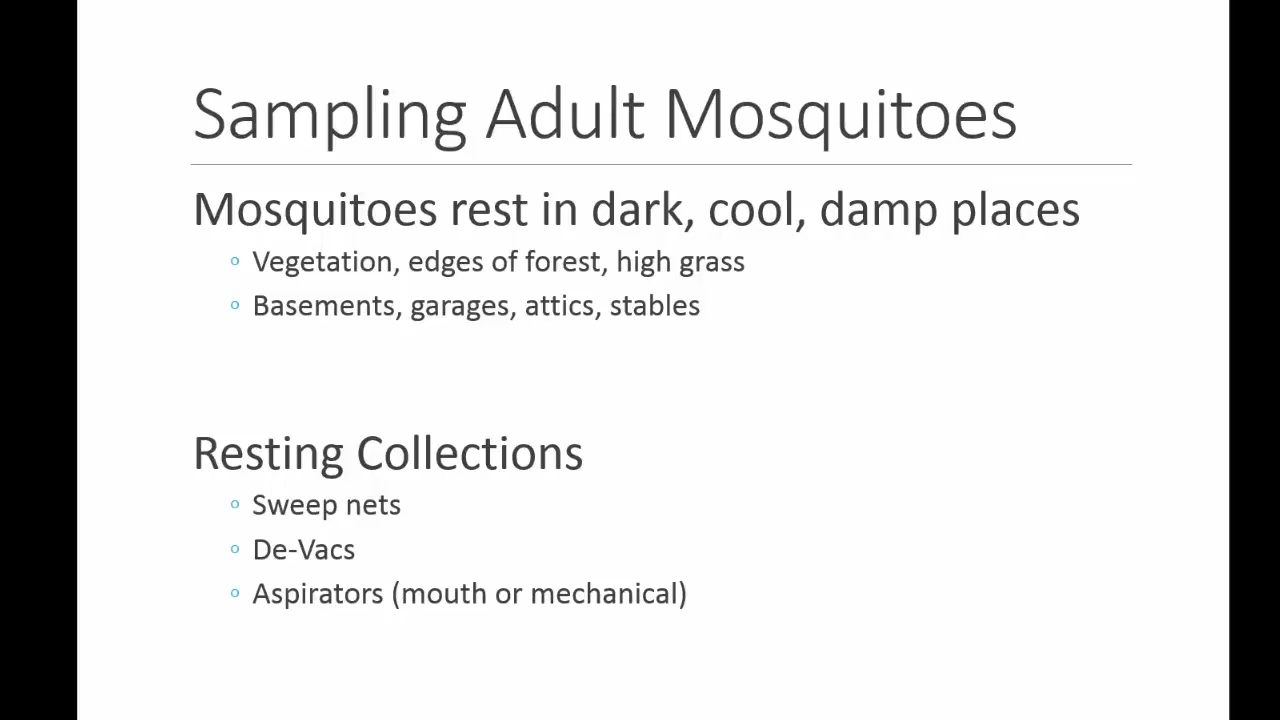 Sampling Adult Mosquitoes
Mosquitoes rest in dark, cool, damp places
◦ Vegetation, edges of forest, high grass
◦ Basements, garages, attics, stables
Resting Collections
◦ Sweep nets
◦ De-Vacs
◦ Aspirators (mouth or mechanical)